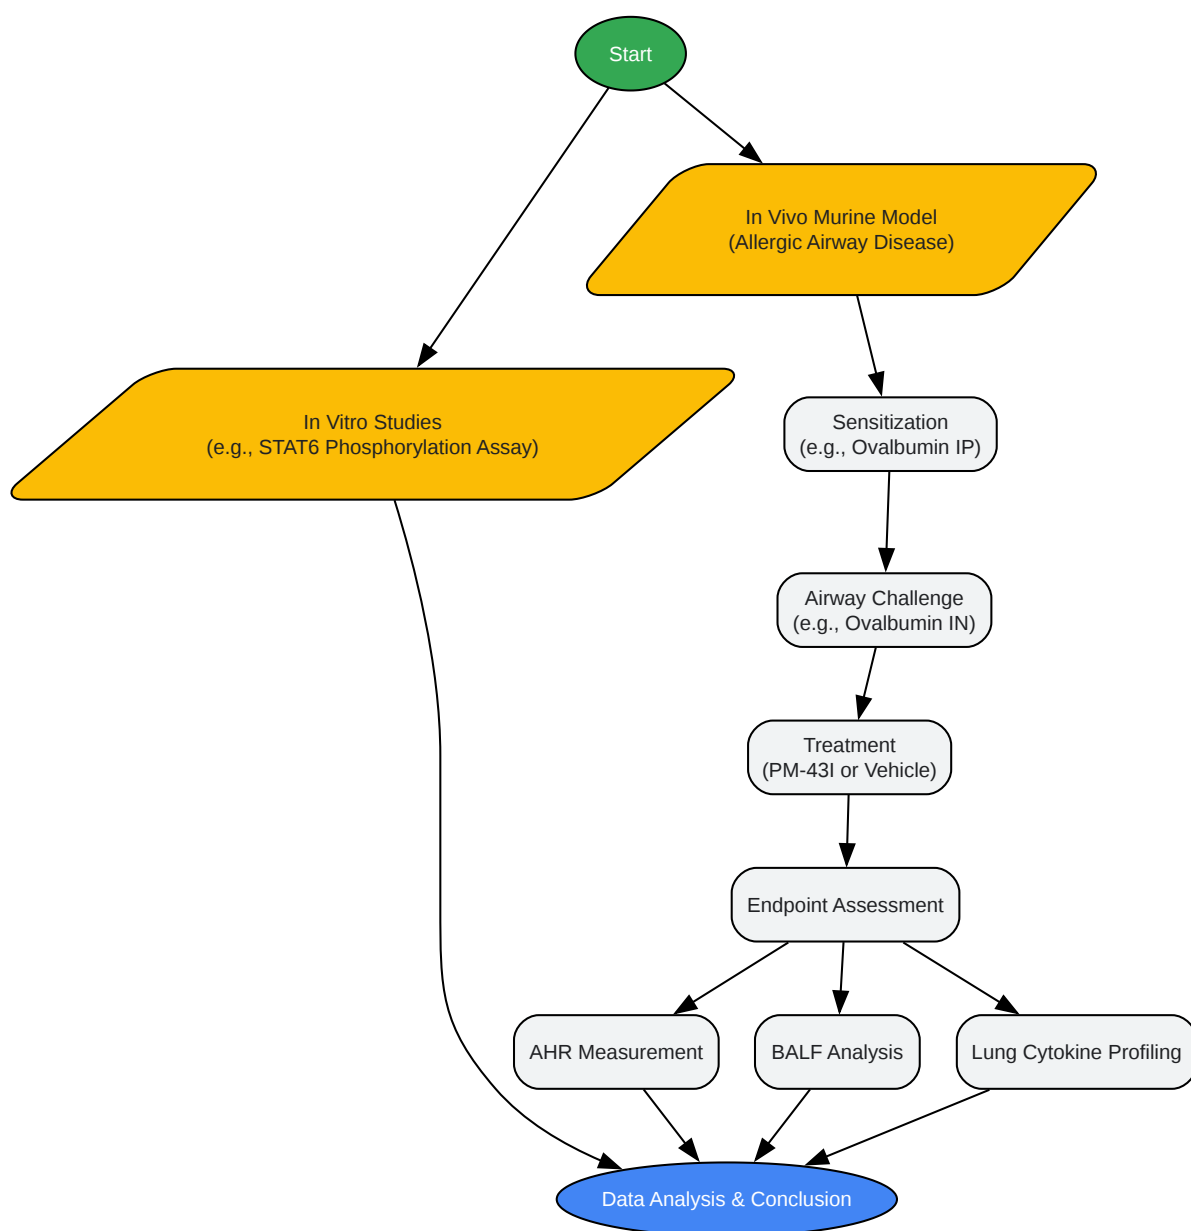 Start
In Vivo Murine Model
(Allergic Airway Disease)
In Vitro Studies
(e.g., STAT6 Phosphorylation Assay)
Sensitization
(e.g., Ovalbumin IP)
Airway Challenge
(e.g., Ovalbumin IN)
Treatment
(PM-43I or Vehicle)
Endpoint Assessment
AHR Measurement
BALF Analysis
Lung Cytokine Profiling
Data Analysis & Conclusion